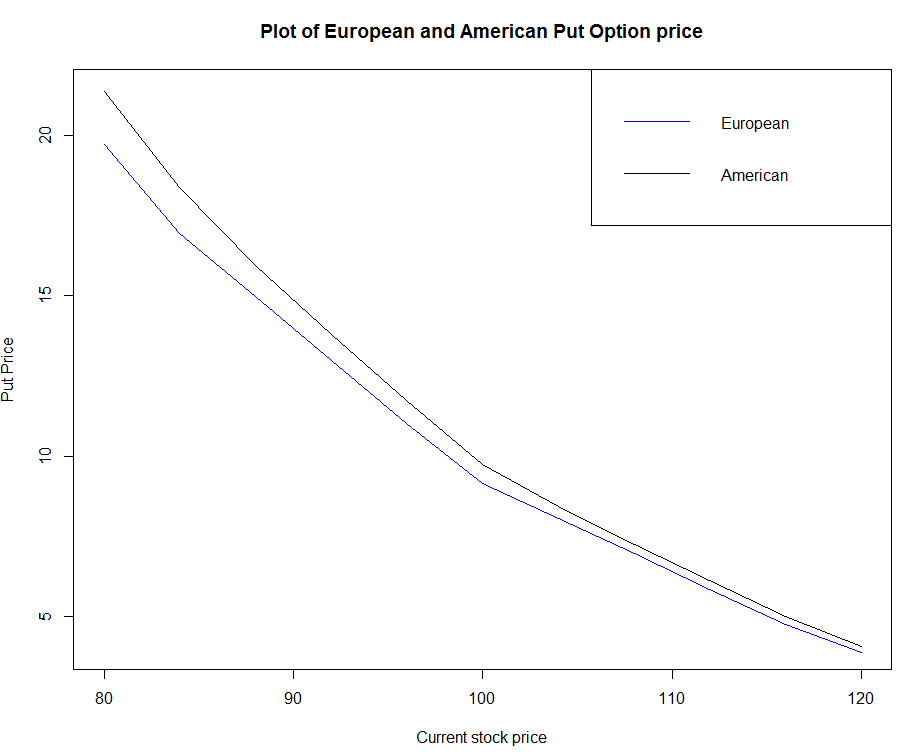 Plot of European and American Put Option price
European
American
Put Price
20
15
10
5
80 90 100 110 120
Current stock price